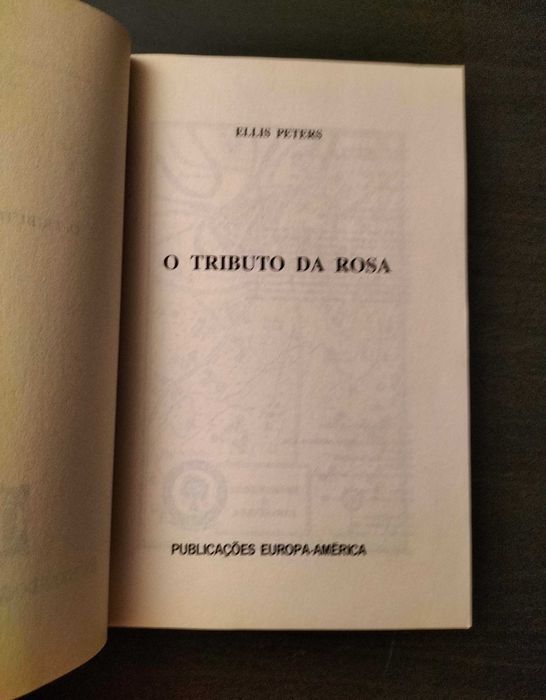 ELLIS PETERS
O TRIBUTO DA ROSA
PUBLICAÇÕES EUROPA-AMÉRICA